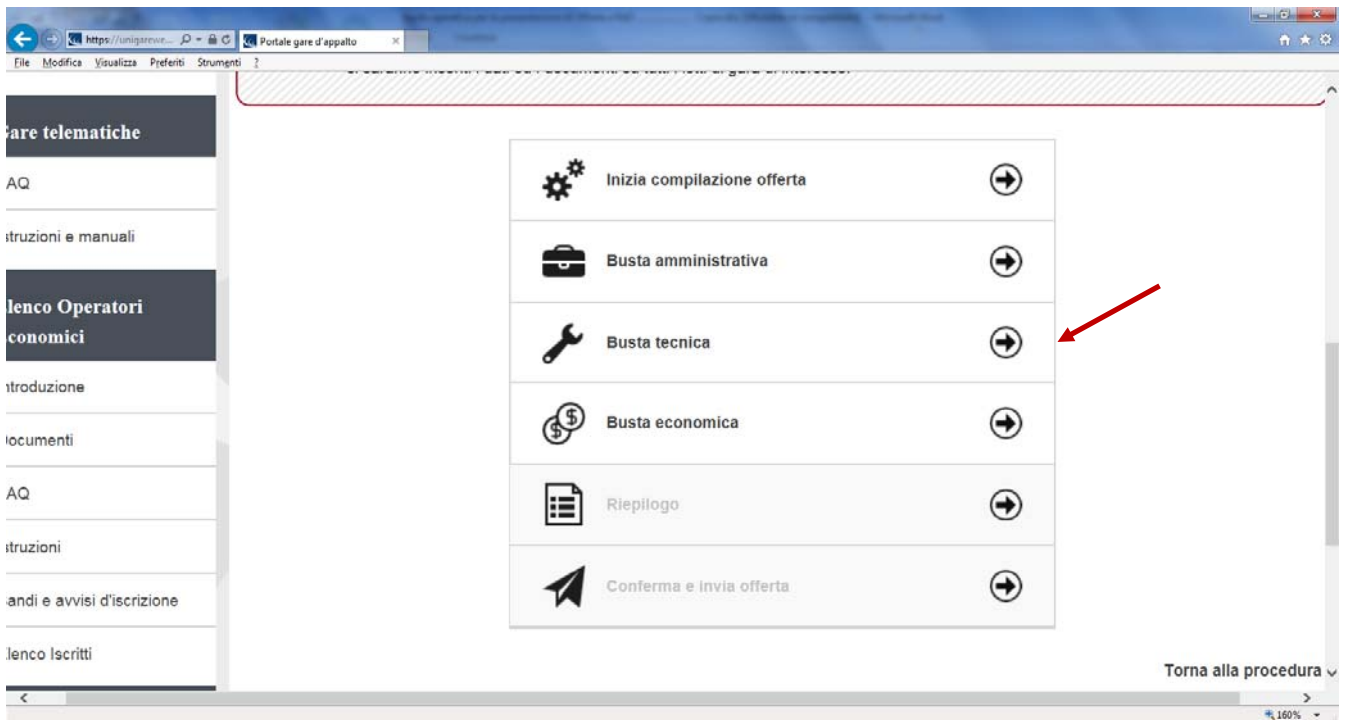 https://unigarewe...
Portale gare d'appalto
File Modifica Visualizza Preferiti Strumenti ?
are telematiche
AQ
struzioni e manuali
lenco Operatori
conomici
ntroduzione
ocumenti
AQ
struzioni
andi e avvisi d'iscrizione
lenco Iscritti
Inizia compilazione offerta
Busta amministrativa
Busta tecnica
Busta economica
Riepilogo
Conferma e invia offerta
Torna alla procedura
160%